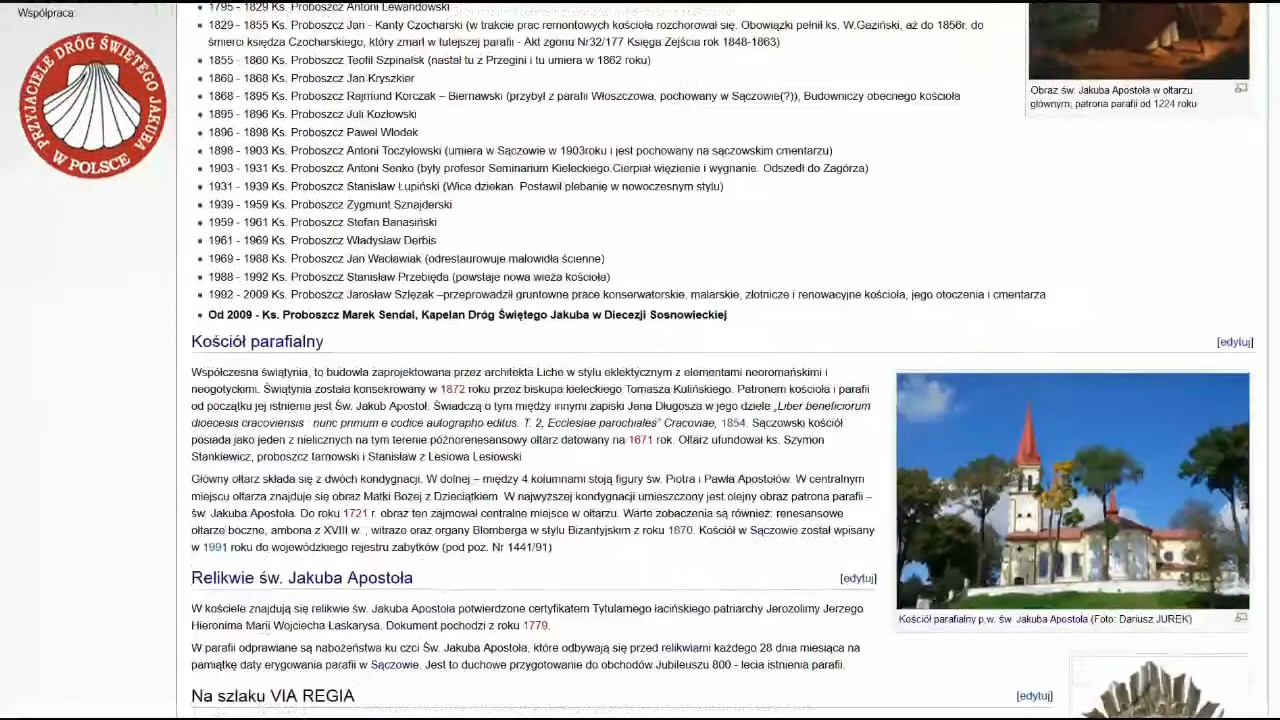 Współpraca:
PRZYJACIELE DRÓG ŚWIĘTEGO JAKUBA
W POLSCE
1795 - 1829 Ks. Proboszcz Antoni Lewandowski
1829 - 1855 Ks. Proboszcz Jan - Kanty Czocharski (w trakcie prac remontowych kościoła rozchorował się. Obowiązki pełnił ks. W.Gaziński, aż do 1856r. do
śmierci księdza Czocharskiego, który zmarł w tutejszej parafii - Akt zgonu Nr32/177 Księga Zejścia rok 1848-1863)
1855 - 1860 Ks. Proboszcz Teofil Szpinalsk (nastał tu z Przegini i tu umiera w 1862 roku)
1860 - 1868 Ks. Proboszcz Jan Kryszkier
1868 - 1895 Ks. Proboszcz Rajmund Korczak – Biernawski (przybył z parafii Włoszczowa, pochowany w Sączowie(?)), Budowniczy obecnego kościoła
1895 - 1896 Ks. Proboszcz Juli Kozłowski
1896 - 1898 Ks. Proboszcz Paweł Włodek
1898 - 1903 Ks. Proboszcz Antoni Toczyłowski (umiera w Sączowie w 1903roku i jest pochowany na sączowskim cmentarzu)
1903 - 1931 Ks. Proboszcz Antoni Senko (były profesor Seminarium Kieleckiego.Cierpiał więzienie i wygnanie. Odszedł do Zagórza)
1931 - 1939 Ks. Proboszcz Stanisław Łupiński (Wice dziekan. Postawił plebanię w nowoczesnym stylu)
1939 - 1959 Ks. Proboszcz Zygmunt Sznajderski
1959 - 1961 Ks. Proboszcz Stefan Banasiński
1961 - 1969 Ks. Proboszcz Władysław Derbis
1969 - 1988 Ks. Proboszcz Jan Wacławiak (odrestaurowuje malowidła ścienne)
1988 - 1992 Ks. Proboszcz Stanisław Przebięda (powstaje nowa wieża kościoła)
1992 - 2009 Ks. Proboszcz Jarosław Szlęzak –przeprowadził gruntowne prace konserwatorskie, malarskie, złotnicze i renowacyjne kościoła, jego otoczenia i cmentarza
Od 2009 - Ks. Proboszcz Marek Sendal, Kapelan Dróg Świętego Jakuba w Diecezji Sosnowieckiej
Obraz św. Jakuba Apostoła w ołtarzu
głównym, patrona parafii od 1224 roku
Kościół parafialny [edytuj]
Współczesna świątynia, to budowla zaprojektowana przez architekta Liche w stylu eklektycznym z elementami neoromańskimi i
neogotyckimi. Świątynia została konsekrowany w 1872 roku przez biskupa kieleckiego Tomasza Kulińskiego. Patronem kościoła i parafii
od początku jej istnienia jest Św. Jakub Apostoł. Świadczą o tym między innymi zapiski Jana Długosza w jego dziele „Liber beneficiorum
dioecesis cracoviensis : nunc primum e codice autographo editus. T. 2, Ecclesiae parochiales" Cracoviae, 1854. Sączowski kościół
posiada jako jeden z nielicznych na tym terenie późnorenesansowy ołtarz datowany na 1671 rok. Ołtarz ufundował ks. Szymon
Stankiewicz, proboszcz tarnowski i Stanisław z Lesiowa Lesiowski
Główny ołtarz składa się z dwóch kondygnacji. W dolnej – między 4 kolumnami stoją figury św. Piotra i Pawła Apostołów. W centralnym
miejscu ołtarza znajduje się obraz Matki Bożej z Dzieciątkiem. W najwyższej kondygnacji umieszczony jest olejny obraz patrona parafii –
św. Jakuba Apostoła. Do roku 1721 r. obraz ten zajmował centralne miejsce w ołtarzu. Warte zobaczenia są również: renesansowe
ołtarze boczne, ambona z XVIII w , witraże oraz organy Blomberga w stylu Bizantyjskim z roku 1870. Kościół w Sączowie został wpisany
w 1991 roku do wojewódzkiego rejestru zabytków (pod poz. Nr 1441/91)
Kościół parafialny p.w. św. Jakuba Apostoła (Foto: Dariusz JUREK)
Relikwie św. Jakuba Apostoła [edytuj]
W kościele znajdują się relikwie św. Jakuba Apostoła potwierdzone certyfikatem Tytularnego łacińskiego patriarchy Jerozolimy Jerzego
Hieronima Marii Wojciecha Łaskarysa. Dokument pochodzi z roku 1779.
W parafii odprawiane są nabożeństwa ku czci Św. Jakuba Apostoła, które odbywają się przed relikwiami każdego 28 dnia miesiąca na
pamiątkę daty erygowania parafii w Sączowie. Jest to duchowe przygotowanie do obchodów Jubileuszu 800 - lecia istnienia parafii.
Na szlaku VIA REGIA [edytuj]